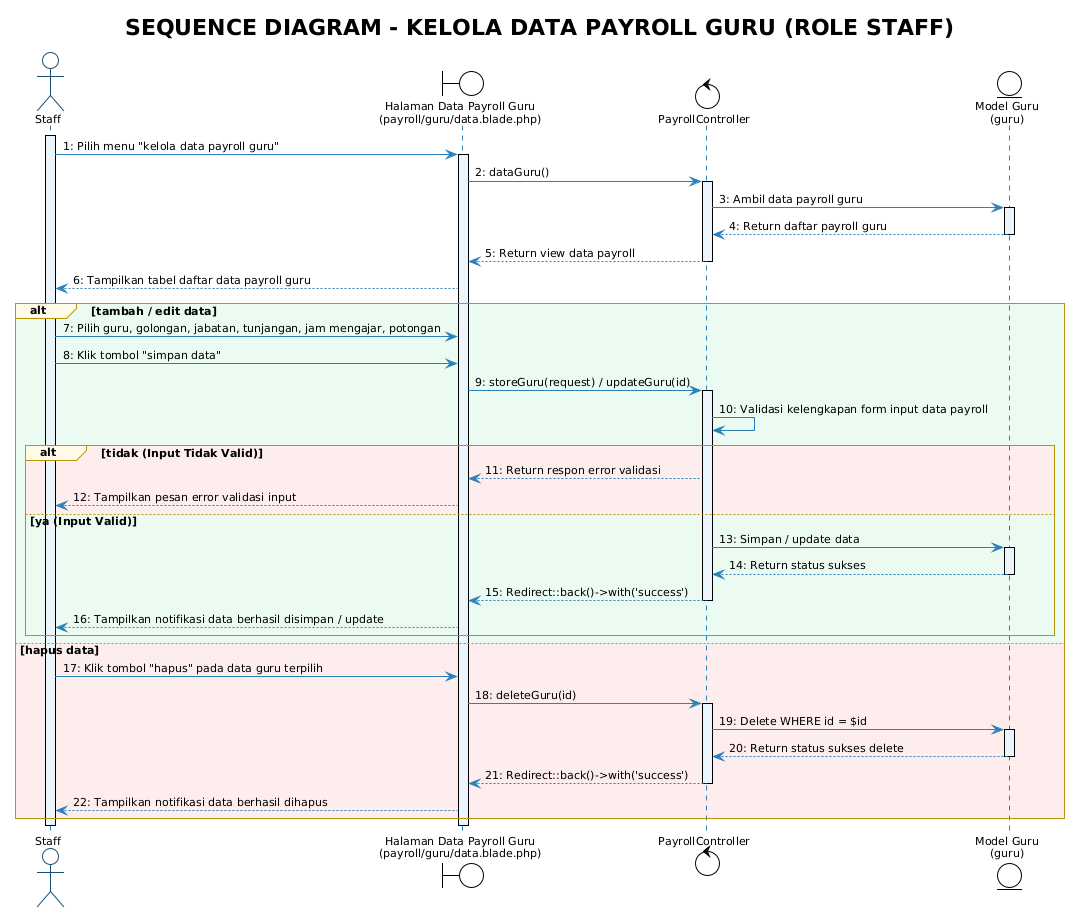 SEQUENCE DIAGRAM - KELOLA DATA PAYROLL GURU (ROLE STAFF)
Staff
Halaman Data Payroll Guru
(payroll/guru/data.blade.php)
PayrollController
Model Guru
(guru)
1: Pilih menu "kelola data payroll guru"
2: dataGuru()
3: Ambil data payroll guru
4: Return daftar payroll guru
5: Return view data payroll
6: Tampilkan tabel daftar data payroll guru
alt [tambah / edit data]
7: Pilih guru, golongan, jabatan, tunjangan, jam mengajar, potongan
8: Klik tombol "simpan data"
9: storeGuru(request) / updateGuru(id)
10: Validasi kelengkapan form input data payroll
alt [tidak (Input Tidak Valid)]
11: Return respon error validasi
12: Tampilkan pesan error validasi input
[ya (Input Valid)]
13: Simpan / update data
14: Return status sukses
15: Redirect::back()->with('success')
16: Tampilkan notifikasi data berhasil disimpan / update
[hapus data]
17: Klik tombol "hapus" pada data guru terpilih
18: deleteGuru(id)
19: Delete WHERE id = $id
20: Return status sukses delete
21: Redirect::back()->with('success')
22: Tampilkan notifikasi data berhasil dihapus
Staff
Halaman Data Payroll Guru
(payroll/guru/data.blade.php)
PayrollController
Model Guru
(guru)